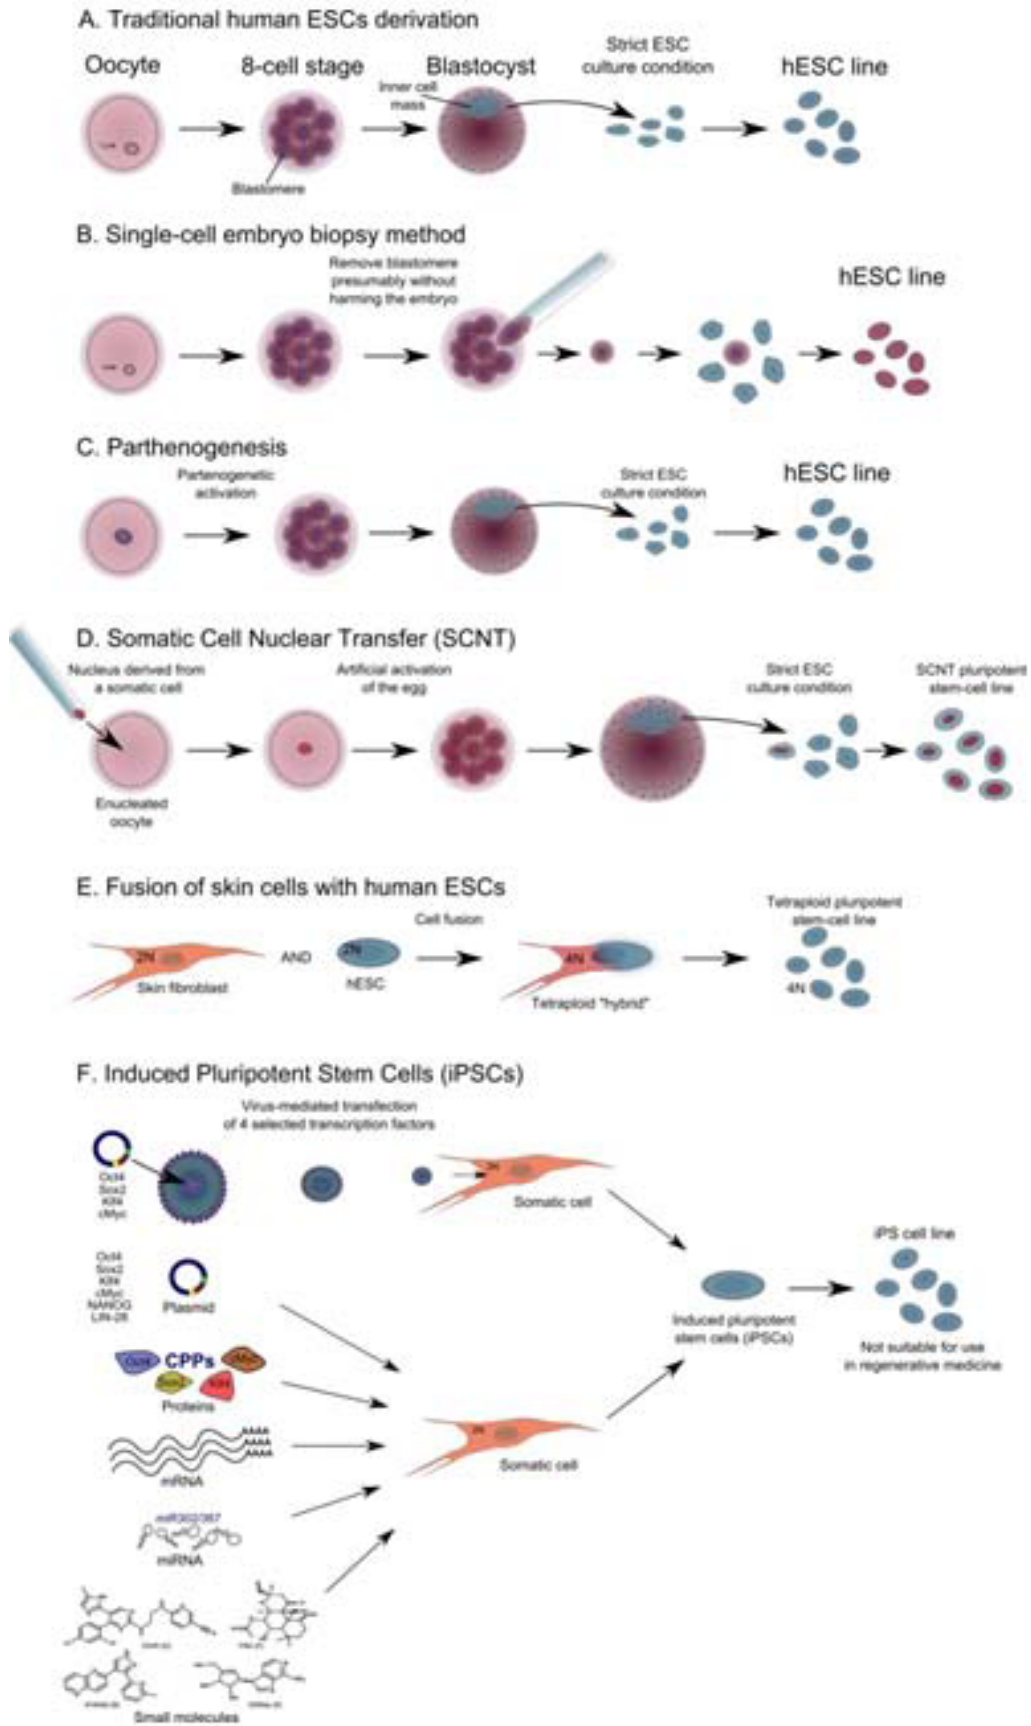 A. Traditional human ESCs derivation
Oocyte
8-cell stage
Blastocyst
Strict ESC
culture condition
hESC line
Inner cell
mass
Blastomere
B. Single-cell embryo biopsy method
Remove blastomere
presumably without
harming the embryo
hESC line
C. Parthenogenesis
Partenogenetic
activation
Strict ESC
culture condition
hESC line
D. Somatic Cell Nuclear Transfer (SCNT)
Nucleus derived from
a somatic cell
Artificial activation
of the egg
Strict ESC
culture condition
SCNT pluripotent
stem-cell line
Enucleated
oocyte
E. Fusion of skin cells with human ESCs
Cell fusion
Tetraploid pluripotent
stem-cell line
2N
AND
2N
4N
4N
Skin fibroblast
hESC
Tetraploid "hybrid"
F. Induced Pluripotent Stem Cells (iPSCs)
Virus-mediated transfection
of 4 selected transcription factors
Oct4
Sox2
Klf4
cMyc
Somatic cell
iPS cell line
Oct4
Sox2
Klf4
cMyc
NANOG
LIN-28
Plasmid
Induced pluripotent
stem cells (iPSCs)
Not suitable for use
in regenerative medicine
Oct4
CPPs
cMyc
Sox2
Klf4
Proteins
AAAA
AAAA
AAAA
mRNA
Somatic cell
miR302/367
miRNA
Small molecules